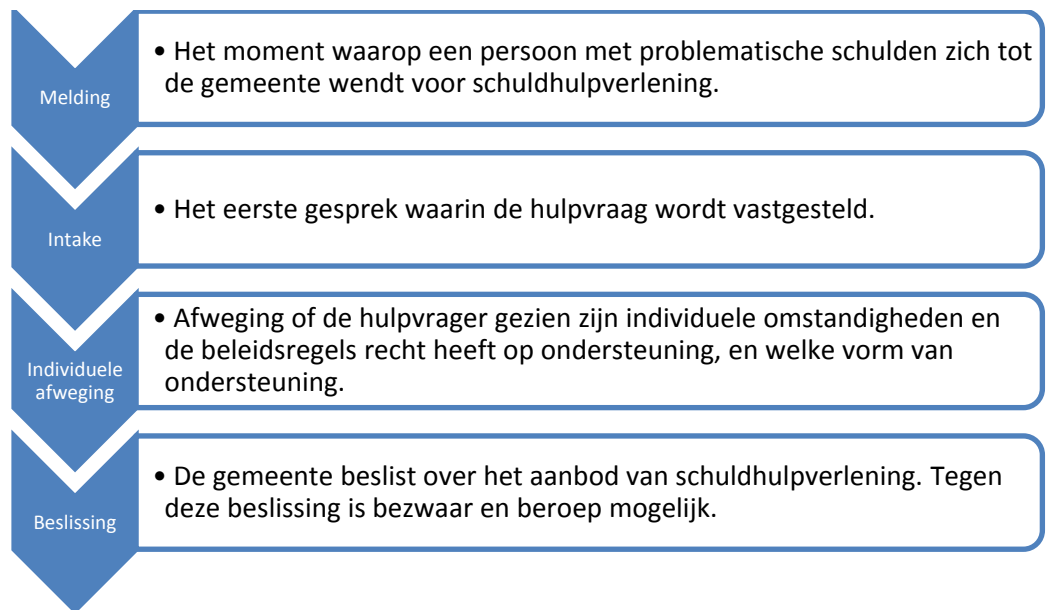 Melding
• Het moment waarop een persoon met problematische schulden zich tot
de gemeente wendt voor schuldhulpverlening.
Intake
• Het eerste gesprek waarin de hulpvraag wordt vastgesteld.
Individuele
afweging
• Afweging of de hulpvrager gezien zijn individuele omstandigheden en
de beleidsregels recht heeft op ondersteuning, en welke vorm van
ondersteuning.
Beslissing
• De gemeente beslist over het aanbod van schuldhulpverlening. Tegen
deze beslissing is bezwaar en beroep mogelijk.